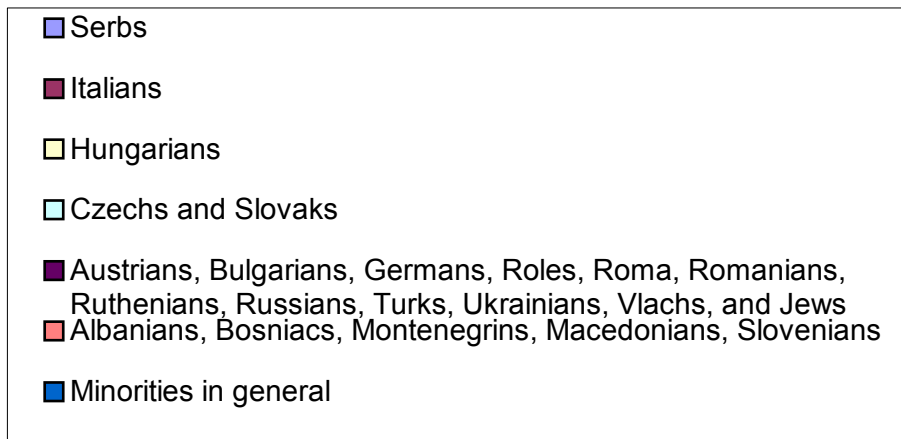 Serbs
Italians
Hungarians
Czechs and Slovaks
Austrians, Bulgarians, Germans, Roles, Roma, Romanians,
Ruthenians, Russians, Turks, Ukrainians, Vlachs, and Jews
Albanians, Bosniacs, Montenegrins, Macedonians, Slovenians
Minorities in general